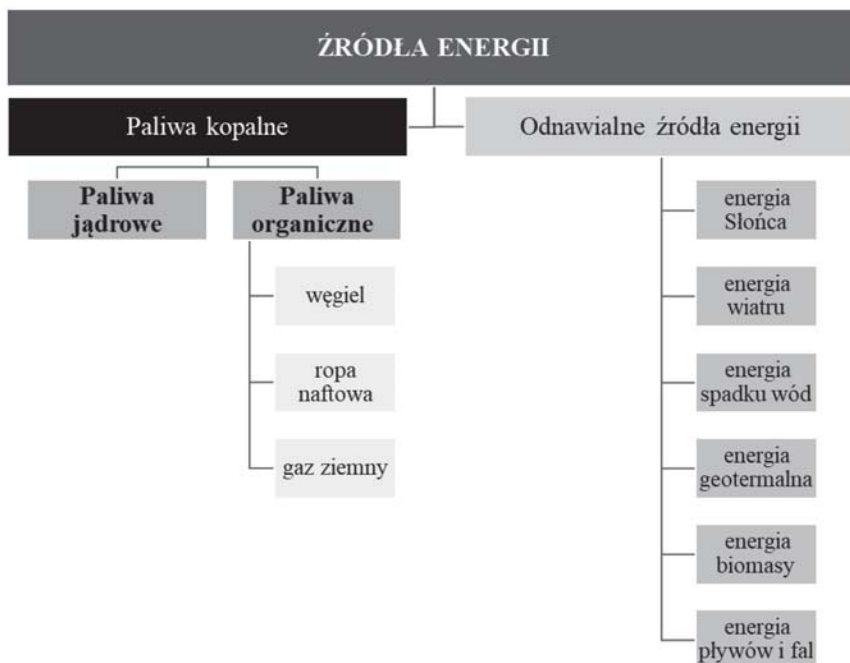 ŹRÓDŁA ENERGII
Paliwa kopalne
Odnawialne źródła energii
Paliwa
jądrowe
Paliwa
organiczne
węgiel
ropa
naftowa
gaz ziemny
energia
Słońca
energia
wiatru
energia
spadku wód
energia
geotermalna
energia
biomasy
energia
pływów i fal